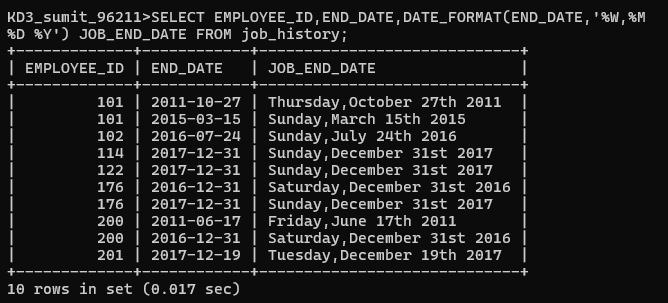 KD3_sumit_96211>SELECT EMPLOYEE_ID,END_DATE,DATE_FORMAT(END_DATE,'%W,%M
%D %Y') JOB_END_DATE FROM job_history;
+-------------+------------+-----------------------------+
| EMPLOYEE_ID | END_DATE   | JOB_END_DATE                |
+-------------+------------+-----------------------------+
|         101 | 2011-10-27 | Thursday,October 27th 2011  |
|         101 | 2015-03-15 | Sunday,March 15th 2015      |
|         102 | 2016-07-24 | Sunday,July 24th 2016       |
|         114 | 2017-12-31 | Sunday,December 31st 2017   |
|         122 | 2017-12-31 | Sunday,December 31st 2017   |
|         176 | 2016-12-31 | Saturday,December 31st 2016 |
|         176 | 2017-12-31 | Sunday,December 31st 2017   |
|         200 | 2011-06-17 | Friday,June 17th 2011       |
|         200 | 2016-12-31 | Saturday,December 31st 2016 |
|         201 | 2017-12-19 | Tuesday,December 19th 2017  |
+-------------+------------+-----------------------------+
10 rows in set (0.017 sec)